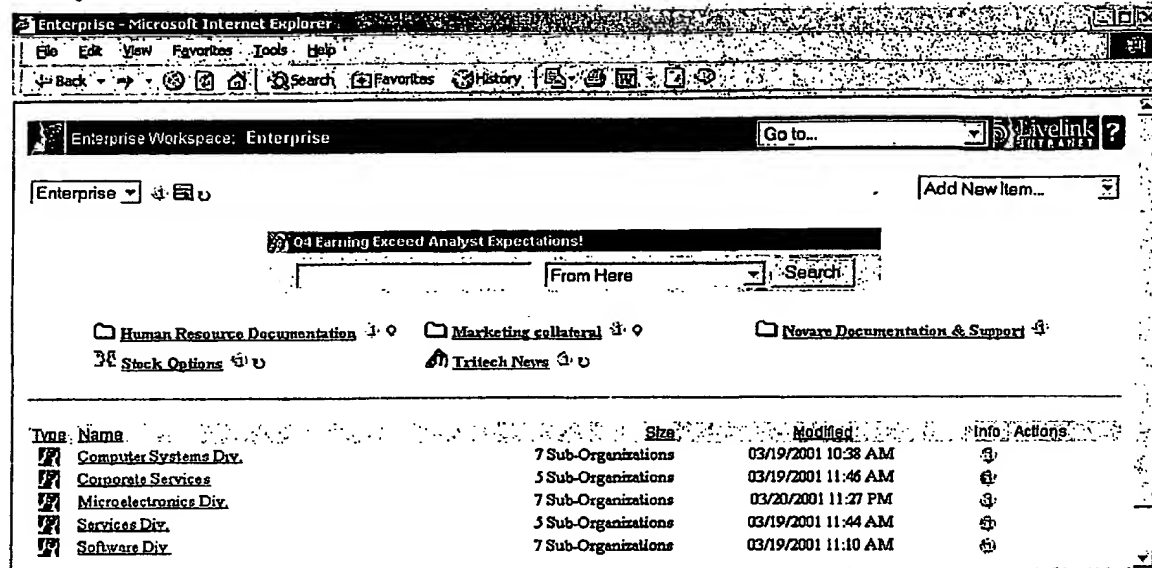 Enterprise - Microsoft Internet Explorer
File Edit View Favorites Tools Help
Back Search Favorites History
Enterprise Workspace: Enterprise Go to... Livelink INTRANET ?
Enterprise Add New Item...
Q4 Earning Exceed Analyst Expectations!
From Here Search
Human Resource Documentation Marketing collateral Novare Documentation & Support
Stock Options Tritech News
Type Name Size Modified Info Actions
Computer Systems Div. 7 Sub-Organizations 03/19/2001 10:38 AM
Corporate Services 5 Sub-Organizations 03/19/2001 11:46 AM
Microelectronics Div. 7 Sub-Organizations 03/20/2001 11:27 PM
Services Div. 5 Sub-Organizations 03/19/2001 11:44 AM
Software Div 7 Sub-Organizations 03/19/2001 11:10 AM